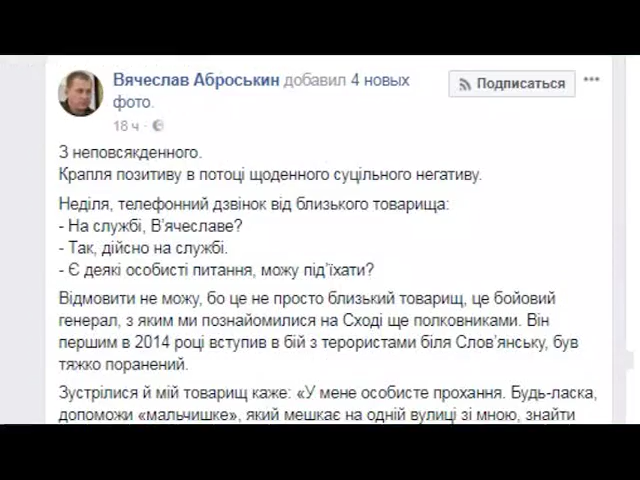 Вячеслав Аброськин добавил 4 новых
фото.
Подписаться
18 ч ·
З неповсякденного.
Крапля позитиву в потоці щоденного суцільного негативу.
Неділя, телефонний дзвінок від близького товариша:
- На службі, В'ячеславе?
- Так, дійсно на службі.
- Є деякі особисті питання, можу під'їхати?
Відмовити не можу, бо це не просто близький товариш, це бойовий
генерал, з яким ми познайомилися на Сході ще полковниками. Він
першим в 2014 році вступив в бій з терористами біля Слов'янську, був
тяжко поранений.
Зустрілися й мій товариш каже: «У мене особисте прохання. Будь-ласка,
допоможи «мальчишке», який мешкає на одній вулиці зі мною, знайти